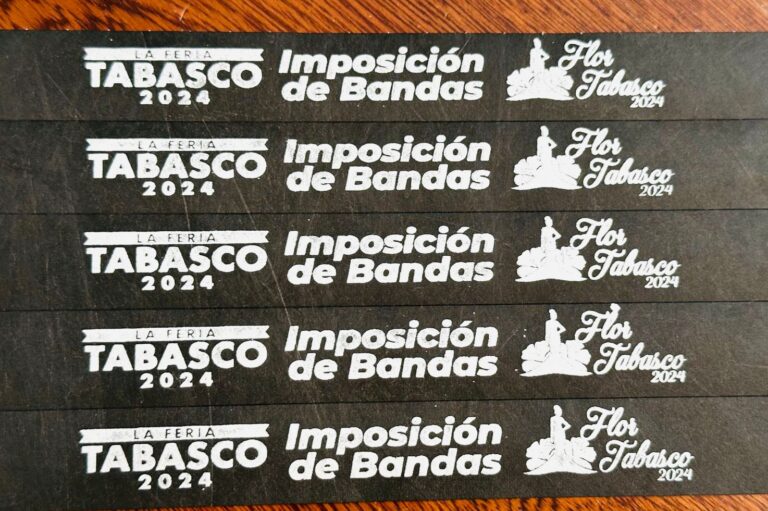 LA FERIA
TABASCO
2024
Imposición
de Bandas
Flor
Tabasco
2024
LA FERIA
TABASCO
2024
Imposición
de Bandas
Flor
Tabasco
2024
LA FERIA
TABASCO
2024
Imposición
de Bandas
Flor
Tabasco
2024
LA FERIA
TABASCO
2024
Imposición
de Bandas
Flor
Tabasco
2024
LA FERIA
TABASCO
2024
Imposición
de Bandas
Flor
Tabasco
2024